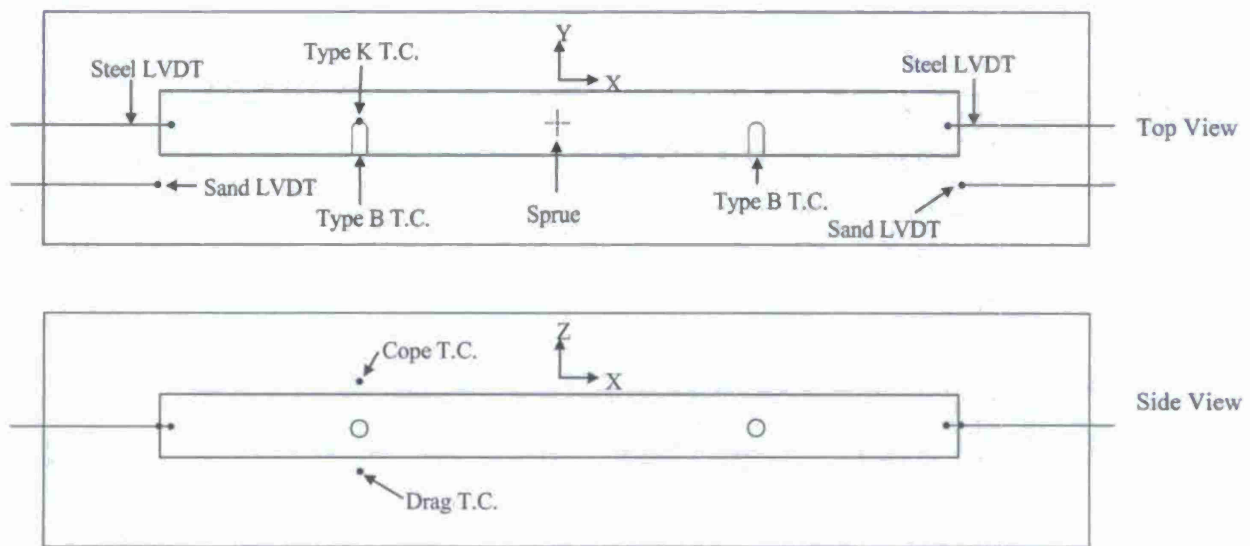 Type K T.C.
Y
Steel LVDT
Steel LVDT
X
Top View
Sand LVDT
Type B T.C.
Sprue
Type B T.C.
Sand LVDT
Z
Cope T.C.
X
Side View
Drag T.C.